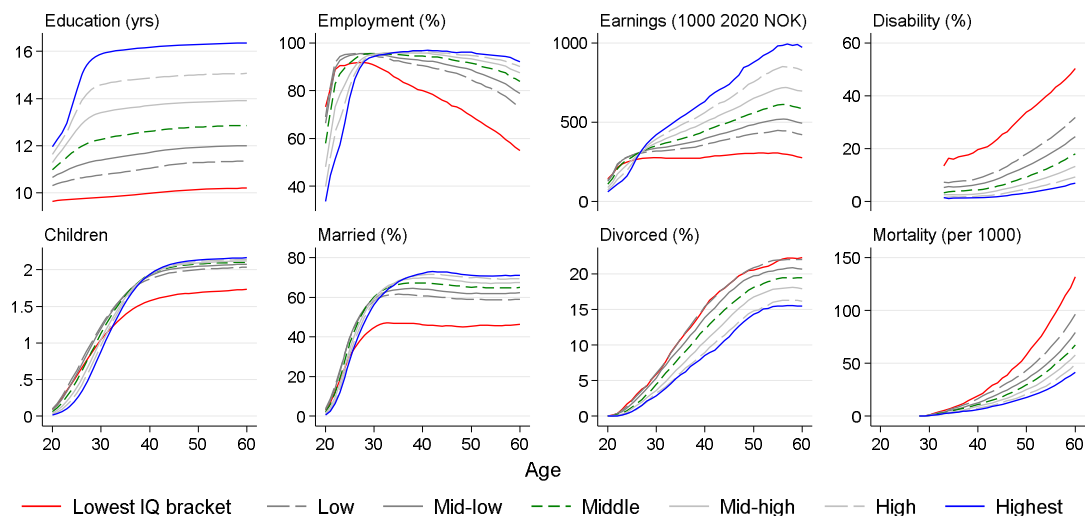 Education (yrs) Employment (%) Earnings (1000 2020 NOK) Disability (%)
16 100 1000 60
14 80 40
12 60 500 20
10 40 0 0
Children Married (%) Divorced (%) Mortality (per 1000)
2 80 20 150
1.5 60 15 100
1 40 10 50
.5 20 5
0 0 0 0
20 30 40 50 60 20 30 40 50 60 20 30 40 50 60 20 30 40 50 60
Age
Lowest IQ bracket Low Mid-low Middle Mid-high High Highest